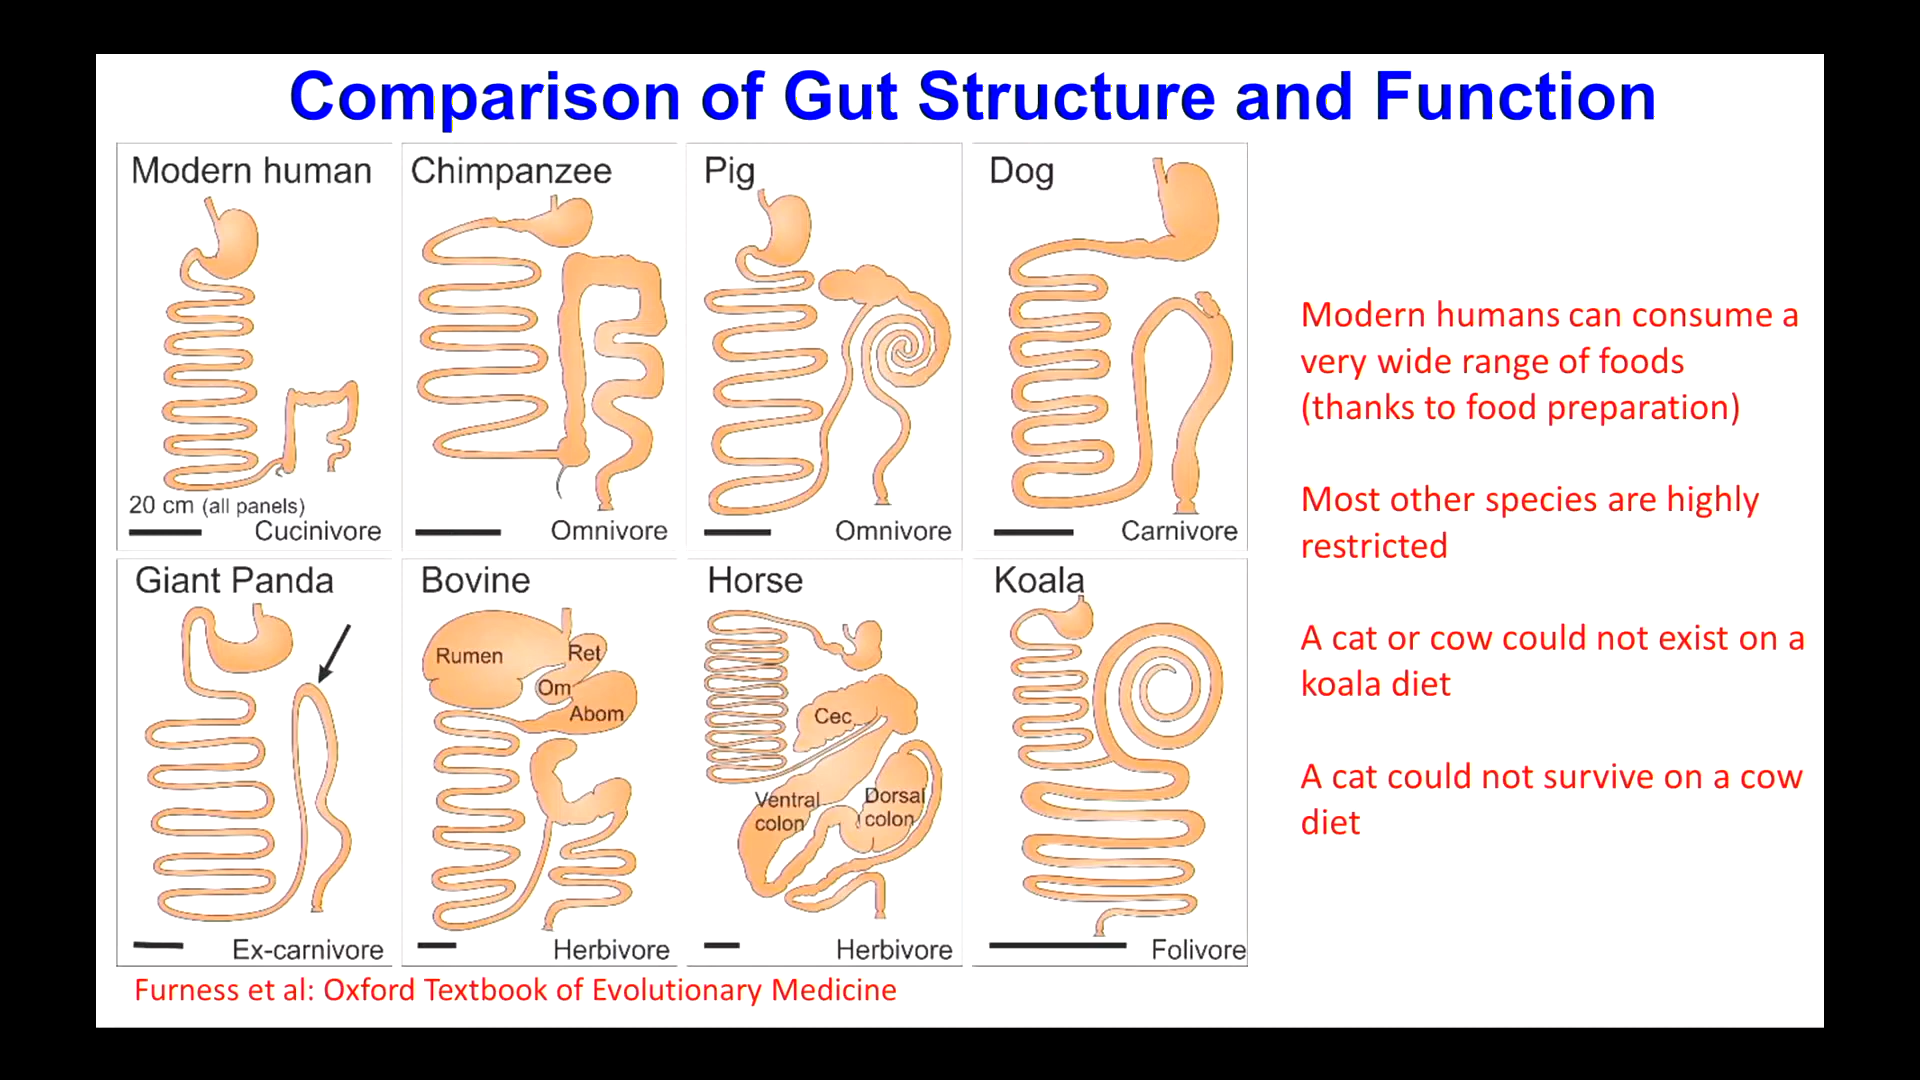 Comparison of Gut Structure and Function
Modern human
20 cm (all panels)
Cucinivore
Chimpanzee
Omnivore
Pig
Omnivore
Dog
Carnivore
Giant Panda
Ex-carnivore
Bovine
Rumen
Ret
Om
Abom
Herbivore
Horse
Cec
Ventral
colon
Dorsal
colon
Herbivore
Koala
Folivore
Modern humans can consume a
very wide range of foods
(thanks to food preparation)
Most other species are highly
restricted
A cat or cow could not exist on a
koala diet
A cat could not survive on a cow
diet
Furness et al: Oxford Textbook of Evolutionary Medicine